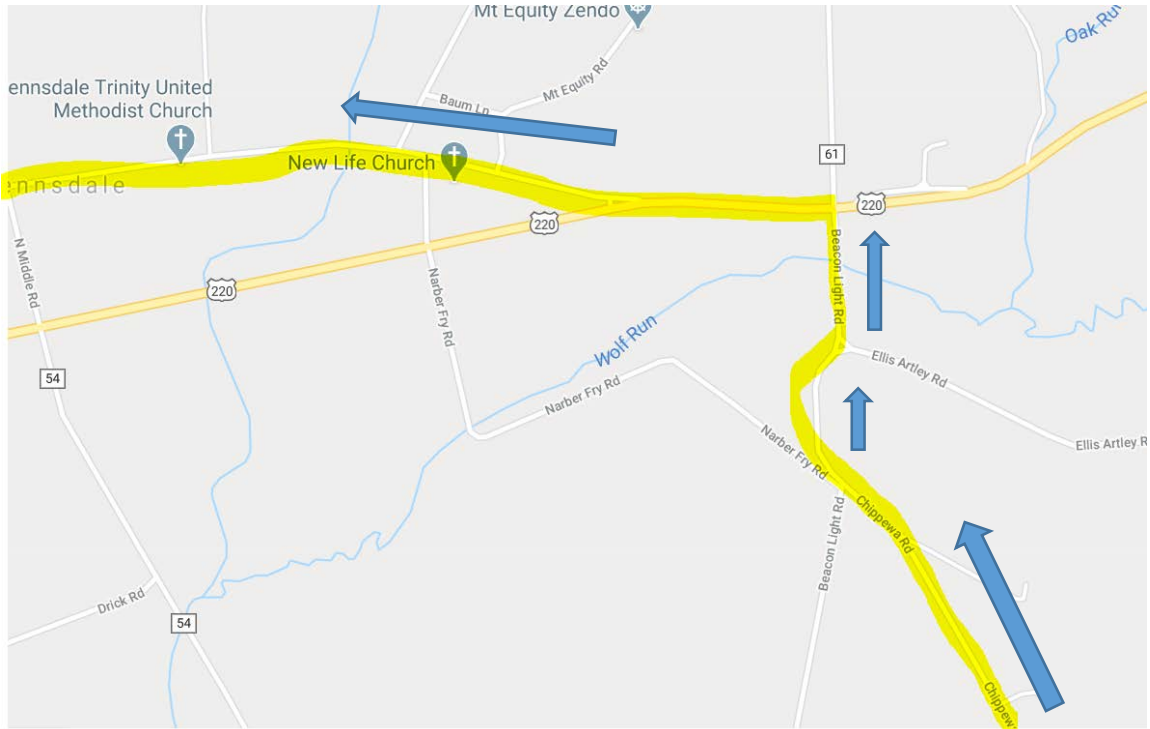 Mt Equity Zendo
Oak Ru
ennsdale Trinity United
Methodist Church
Mt Equity Rd
Baum Ln
New Life Church
61
ennsdale
220
220
220
N Middle Rd
Beacon Light Rd
Narber Fry Rd
Wolf Run
Ellis Artley Rd
54
Narber Fry Rd
Narber Fry Rd
Ellis Artley R
Chippewa Rd
Beacon Light Rd
Drick Rd
54
Chippew